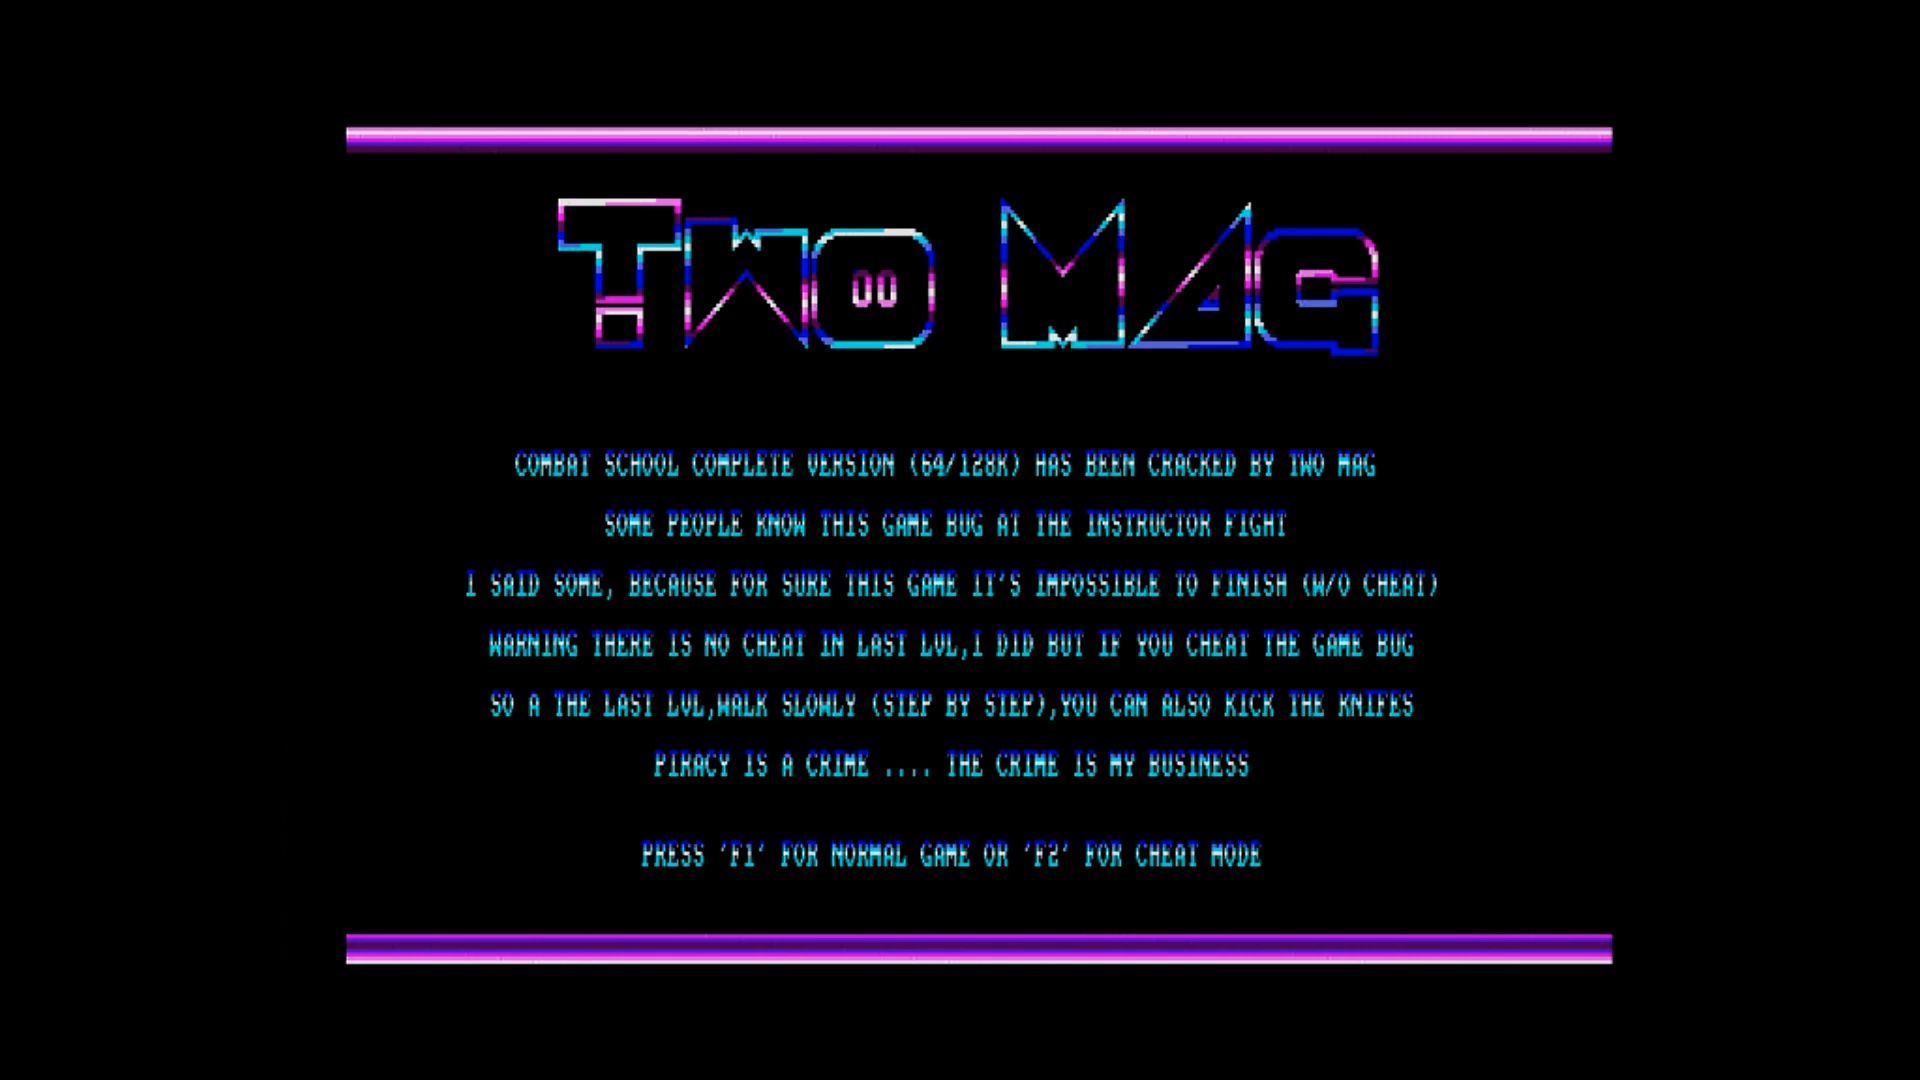 TWO MAG
COMBAT SCHOOL COMPLETE VERSION (64/128K) HAS BEEN CRACKED BY TWO MAG
SOME PEOPLE KNOW THIS GAME BUG AT THE INSTRUCTOR FIGHT
I SAID SOME, BECAUSE FOR SURE THIS GAME IT'S IMPOSSIBLE TO FINISH (W/O CHEAT)
WARNING THERE IS NO CHEAT IN LAST LVL,I DID BUT IF YOU CHEAT THE GAME BUG
SO A THE LAST LVL,WALK SLOWLY (STEP BY STEP),YOU CAN ALSO KICK THE KNIFES
PIRACY IS A CRIME .... THE CRIME IS MY BUSINESS
PRESS 'F1' FOR NORMAL GAME OR 'F2' FOR CHEAT MODE